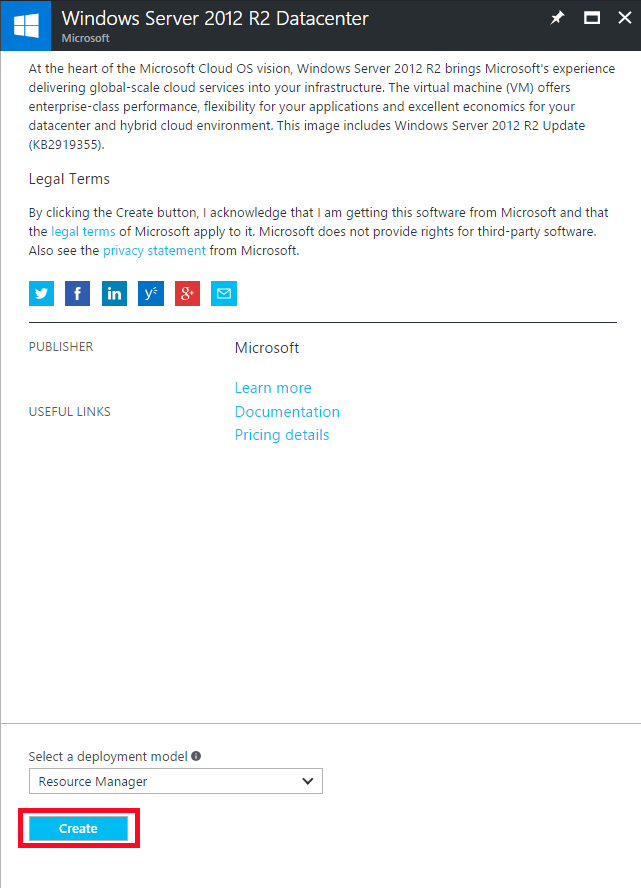 Windows Server 2012 R2 Datacenter
Microsoft
At the heart of the Microsoft Cloud OS vision, Windows Server 2012 R2 brings Microsoft's experience
delivering global-scale cloud services into your infrastructure. The virtual machine (VM) offers
enterprise-class performance, flexibility for your applications and excellent economics for your
datacenter and hybrid cloud environment. This image includes Windows Server 2012 R2 Update
(KB2919355).
Legal Terms
By clicking the Create button, I acknowledge that I am getting this software from Microsoft and that
the legal terms of Microsoft apply to it. Microsoft does not provide rights for third-party software.
Also see the privacy statement from Microsoft.
PUBLISHER Microsoft
Learn more
USEFUL LINKS Documentation
Pricing details
Select a deployment model
Resource Manager
Create